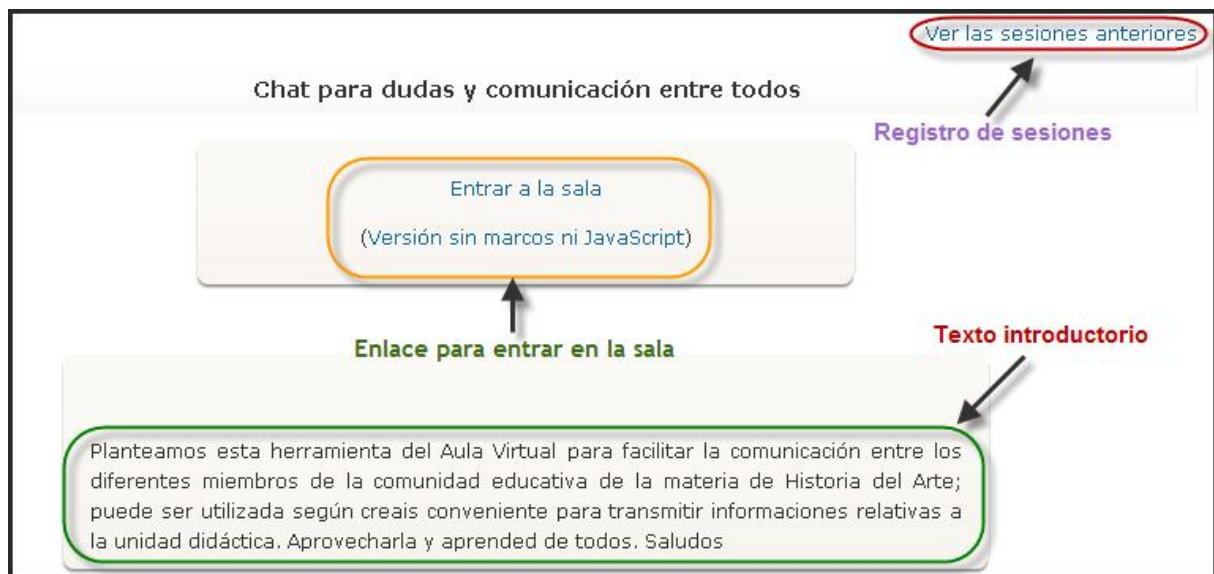 Ver las sesiones anteriores
Chat para dudas y comunicación entre todos
Registro de sesiones
Entrar a la sala
(Versión sin marcos ni JavaScript)
Texto introductorio
Enlace para entrar en la sala
Planteamos esta herramienta del Aula Virtual para facilitar la comunicación entre los
diferentes miembros de la comunidad educativa de la materia de Historia del Arte;
puede ser utilizada según creais conveniente para transmitir informaciones relativas a
la unidad didáctica. Aprovecharla y aprended de todos. Saludos